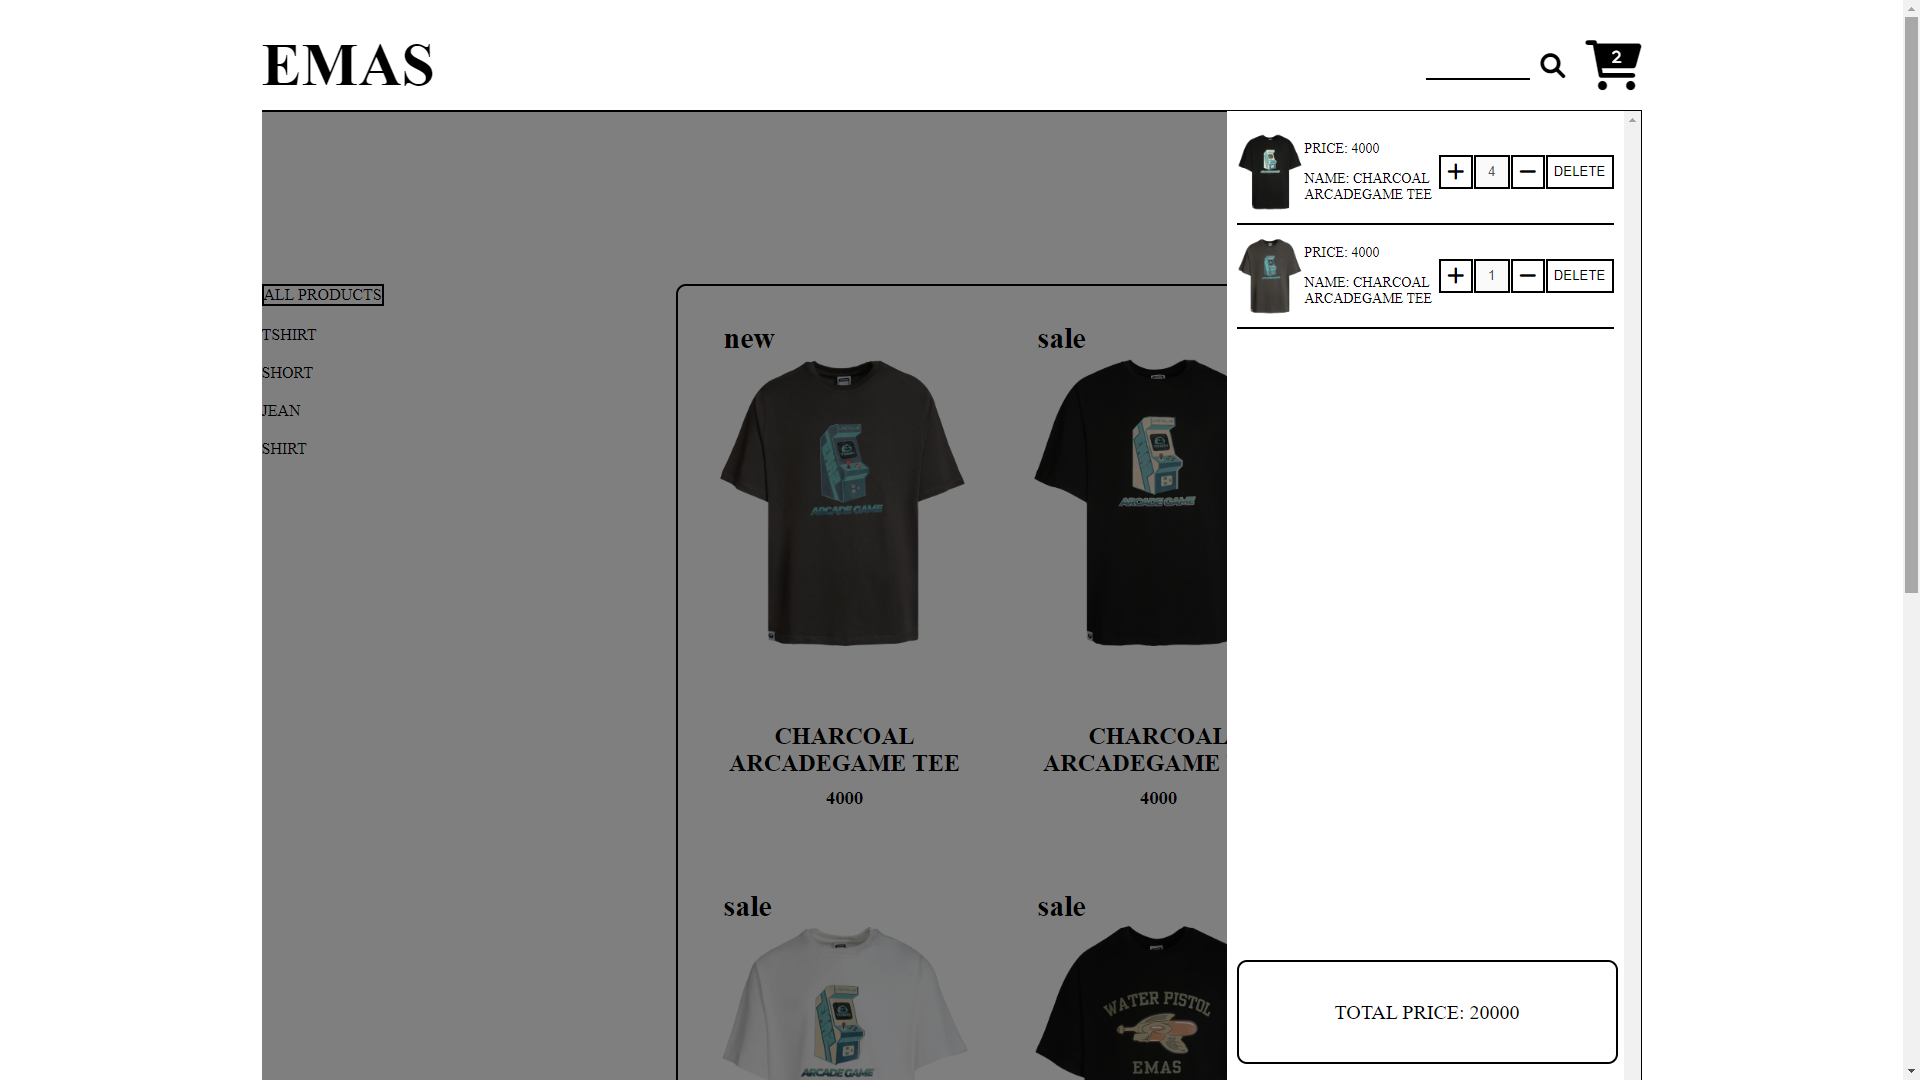 EMAS
2
PRICE: 4000
NAME: CHARCOAL
ARCADEGAME TEE
4
DELETE
PRICE: 4000
NAME: CHARCOAL
ARCADEGAME TEE
1
DELETE
TOTAL PRICE: 20000
ALL PRODUCTS
TSHIRT
SHORT
JEAN
SHIRT
new
ARCADE GAME
CHARCOAL
ARCADEGAME TEE
4000
sale
ARCADE GAME
CHARCOAL
ARCADEGAME
4000
sale
ARCADE GAME
sale
WATER PISTOL
EMAS